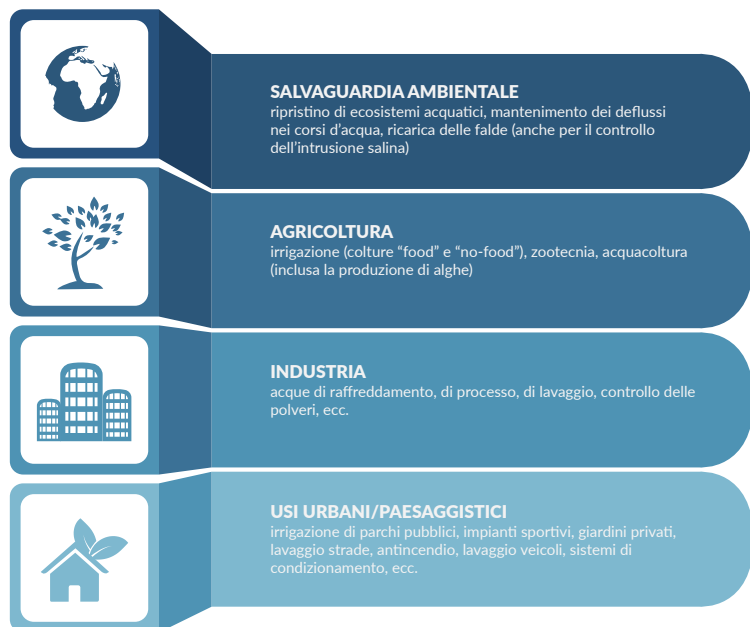 SALVAGUARDIA AMBIENTALE
ripristino di ecosistemi acquatici, mantenimento dei deflussi
nei corsi d'acqua, ricarica delle falde (anche per il controllo
dell'intrusione salina)
AGRICOLTURA
irrigazione (colture “food” e “no-food”), zootecnia, acquacoltura
(inclusa la produzione di alghe)
INDUSTRIA
acque di raffreddamento, di processo, di lavaggio, controllo delle
polveri, ecc.
USI URBANI/PAESAGGISTICI
irrigazione di parchi pubblici, impianti sportivi, giardini privati,
lavaggio strade, antincendio, lavaggio veicoli, sistemi di
condizionamento, ecc.